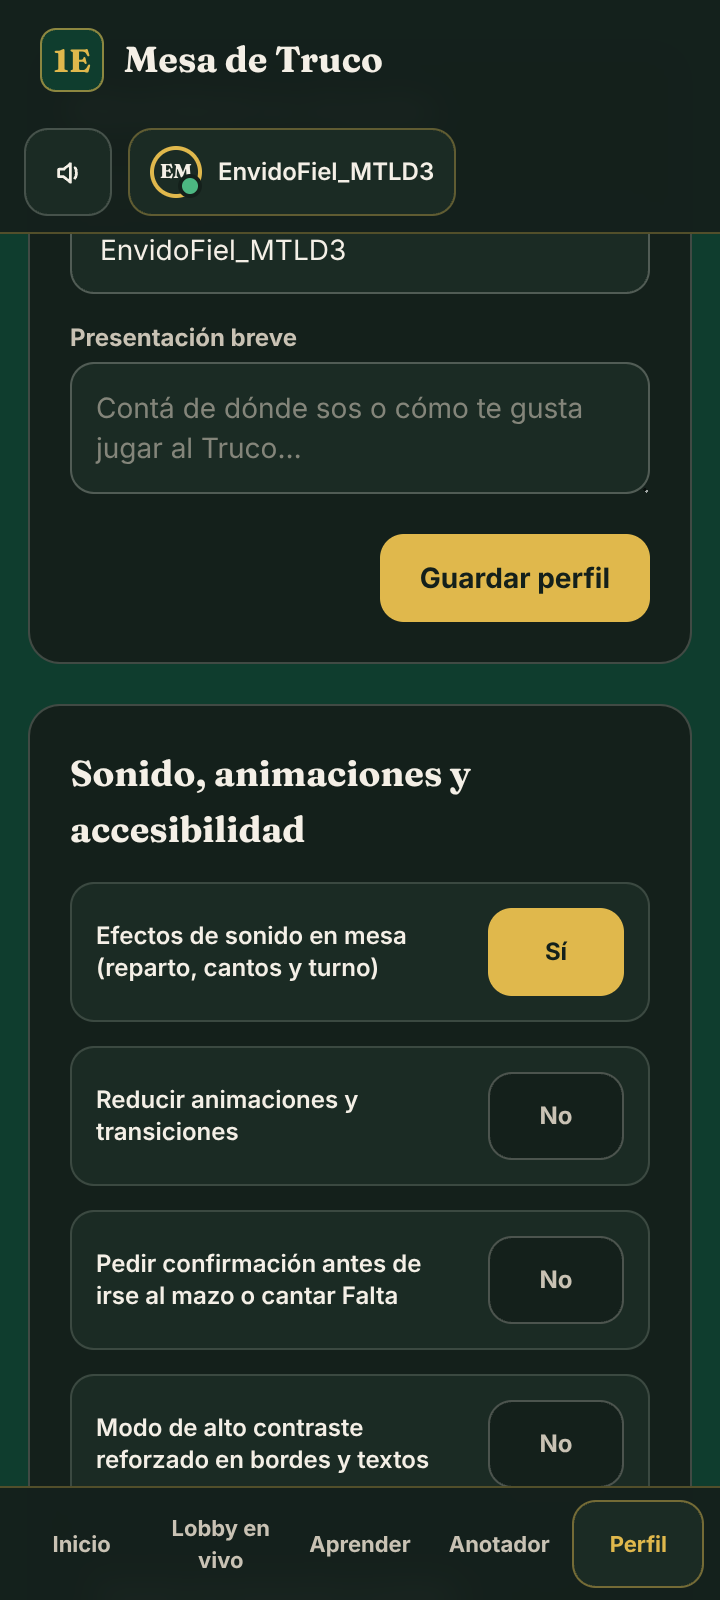 1E Mesa de Truco
EM EnvidoFiel_MTLD3
EnvidoFiel_MTLD3
Presentación breve
Contá de dónde sos o cómo te gusta
jugar al Truco...
Guardar perfil
Sonido, animaciones y
accesibilidad
Efectos de sonido en mesa
(reparto, cantos y turno)
Sí
Reducir animaciones y
transiciones
No
Pedir confirmación antes de
irse al mazo o cantar Falta
No
Modo de alto contraste
reforzado en bordes y textos
No
Inicio
Lobby en
vivo
Aprender
Anotador
Perfil